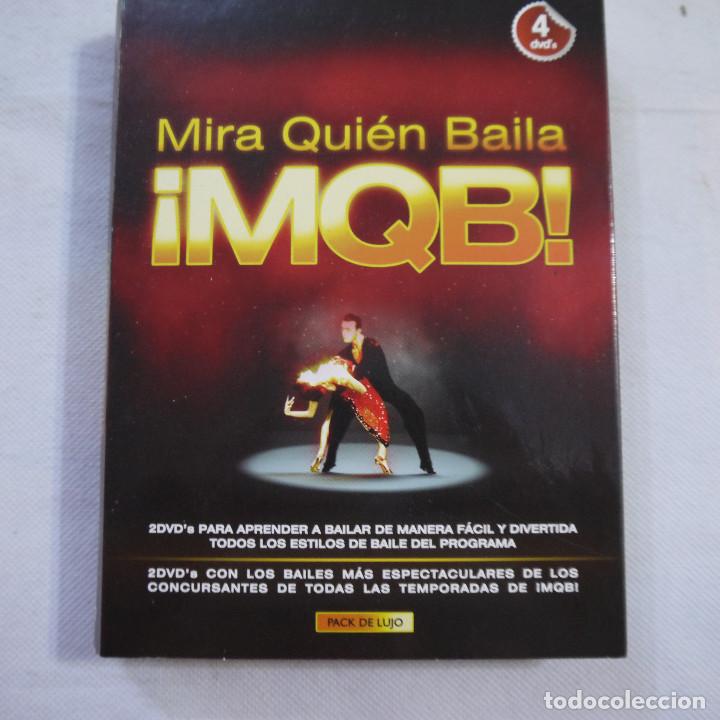 4
dvd's
Mira Quién Baila
¡MQB!
2DVD's PARA APRENDER A BAILAR DE MANERA FÁCIL Y DIVERTIDA
TODOS LOS ESTILOS DE BAILE DEL PROGRAMA
2DVD's CON LOS BAILES MÁS ESPECTACULARES DE LOS
CONCURSANTES DE TODAS LAS TEMPORADAS DE ¡MQB!
PACK DE LUJO
todocoleccion.net